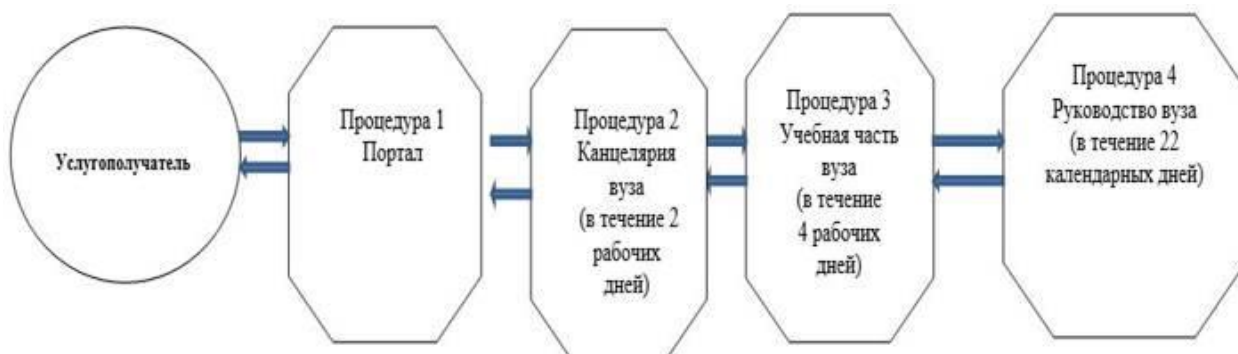 Услугополучатель
Процедура 1
Портал
Процедура 2
Канцелярия
вуза
(в течение 2
рабочих
дней)
Процедура 3
Учебная часть
вуза
(в течение
4 рабочих
дней)
Процедура 4
Руководство вуза
(в течение 22
календарных дней)